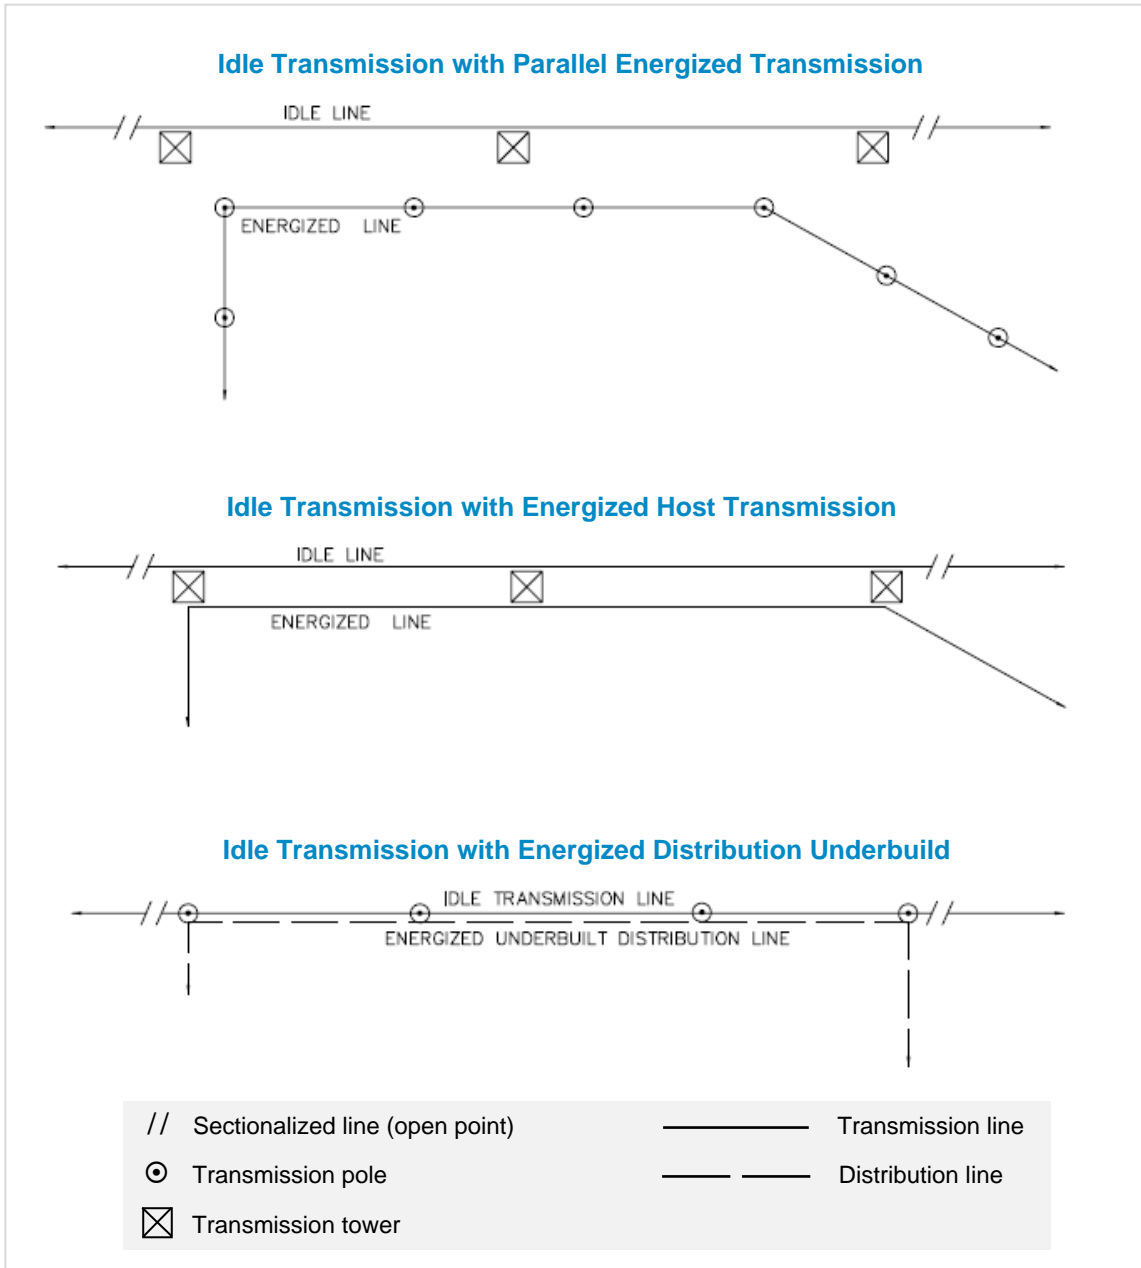 Idle Transmission with Parallel Energized Transmission
IDLE LINE
ENERGIZED LINE
Idle Transmission with Energized Host Transmission
IDLE LINE
ENERGIZED LINE
Idle Transmission with Energized Distribution Underbuild
IDLE TRANSMISSION LINE
ENERGIZED UNDERBUILT DISTRIBUTION LINE
// Sectionalized line (open point)
Transmission line
Transmission pole
Distribution line
Transmission tower